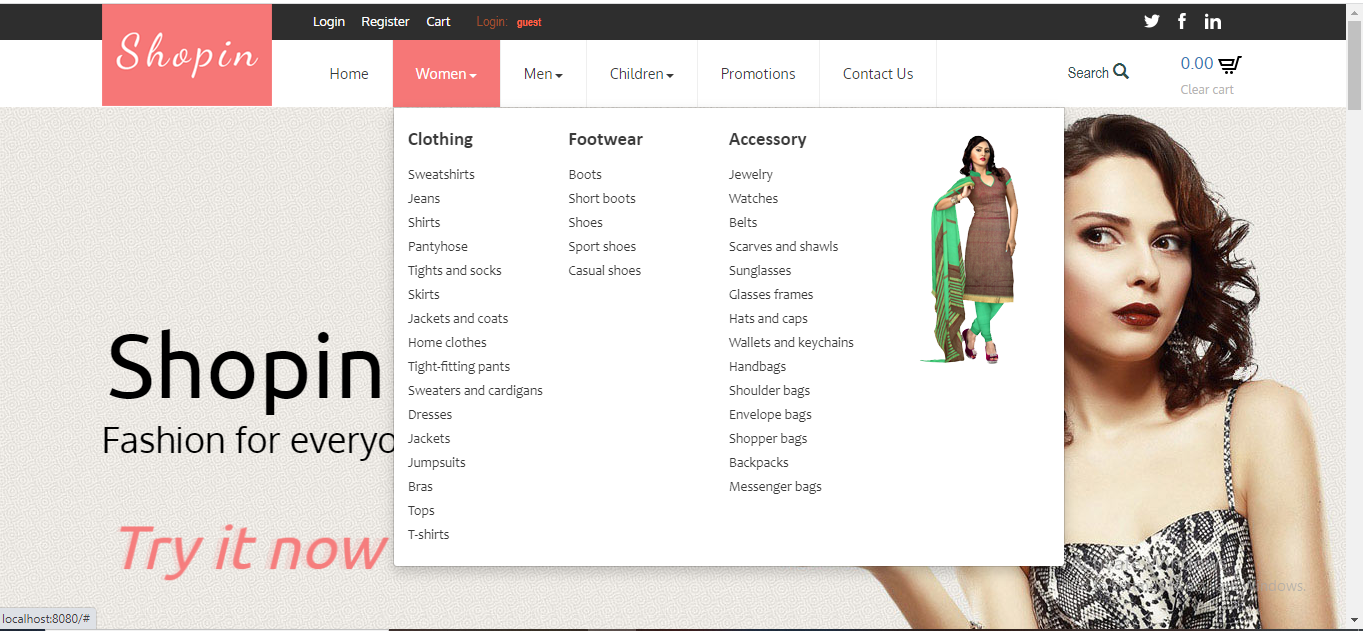 Login Register Cart Login: guest
Shopin
Home Women Men Children Promotions Contact Us Search 0.00
Clear cart
Clothing
Sweatshirts
Jeans
Shirts
Pantyhose
Tights and socks
Skirts
Jackets and coats
Home clothes
Tight-fitting pants
Sweaters and cardigans
Dresses
Jackets
Jumpsuits
Bras
Tops
T-shirts
Footwear
Boots
Short boots
Shoes
Sport shoes
Casual shoes
Accessory
Jewelry
Watches
Belts
Scarves and shawls
Sunglasses
Glasses frames
Hats and caps
Wallets and keychains
Handbags
Shoulder bags
Envelope bags
Shopper bags
Backpacks
Messenger bags
Shopin
Fashion for everyo
Try it now
localhost:8080/#